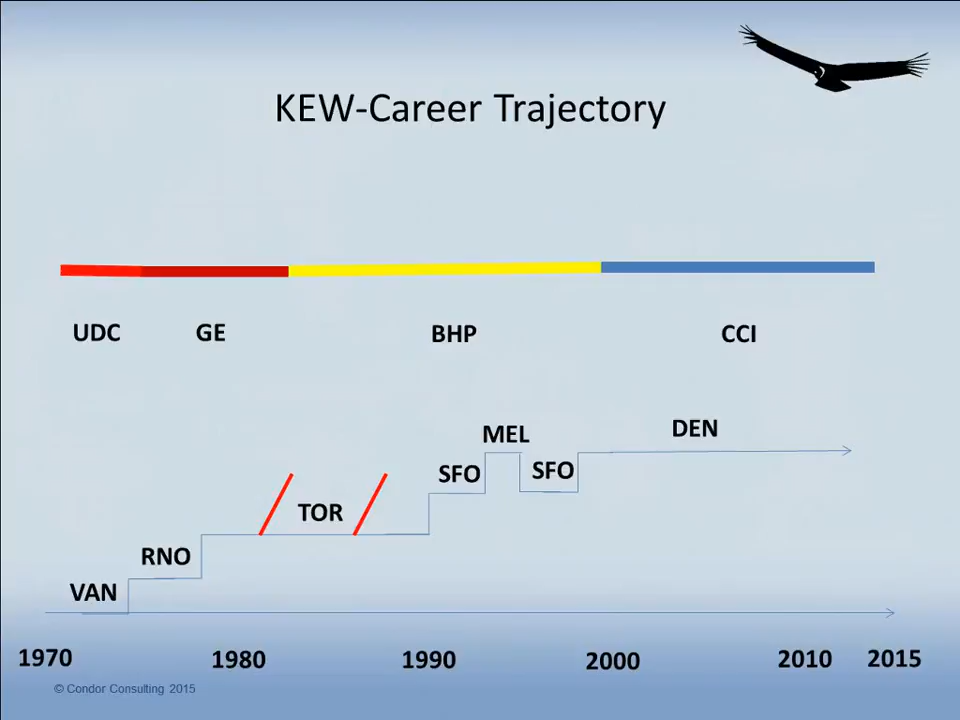 KEW-Career Trajectory
UDC GE BHP CCI
MEL DEN
SFO SFO
TOR
RNO
VAN
1970 1980 1990 2000 2010 2015
© Condor Consulting 2015